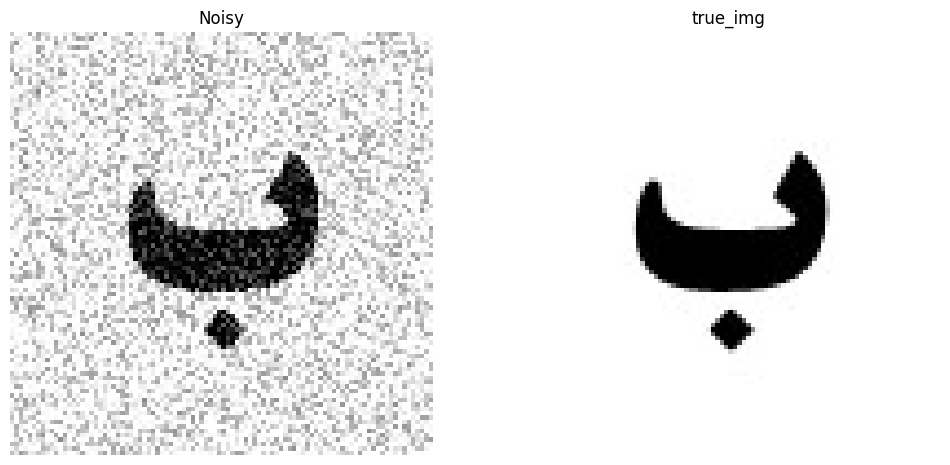 Noisy true_img
ب ب